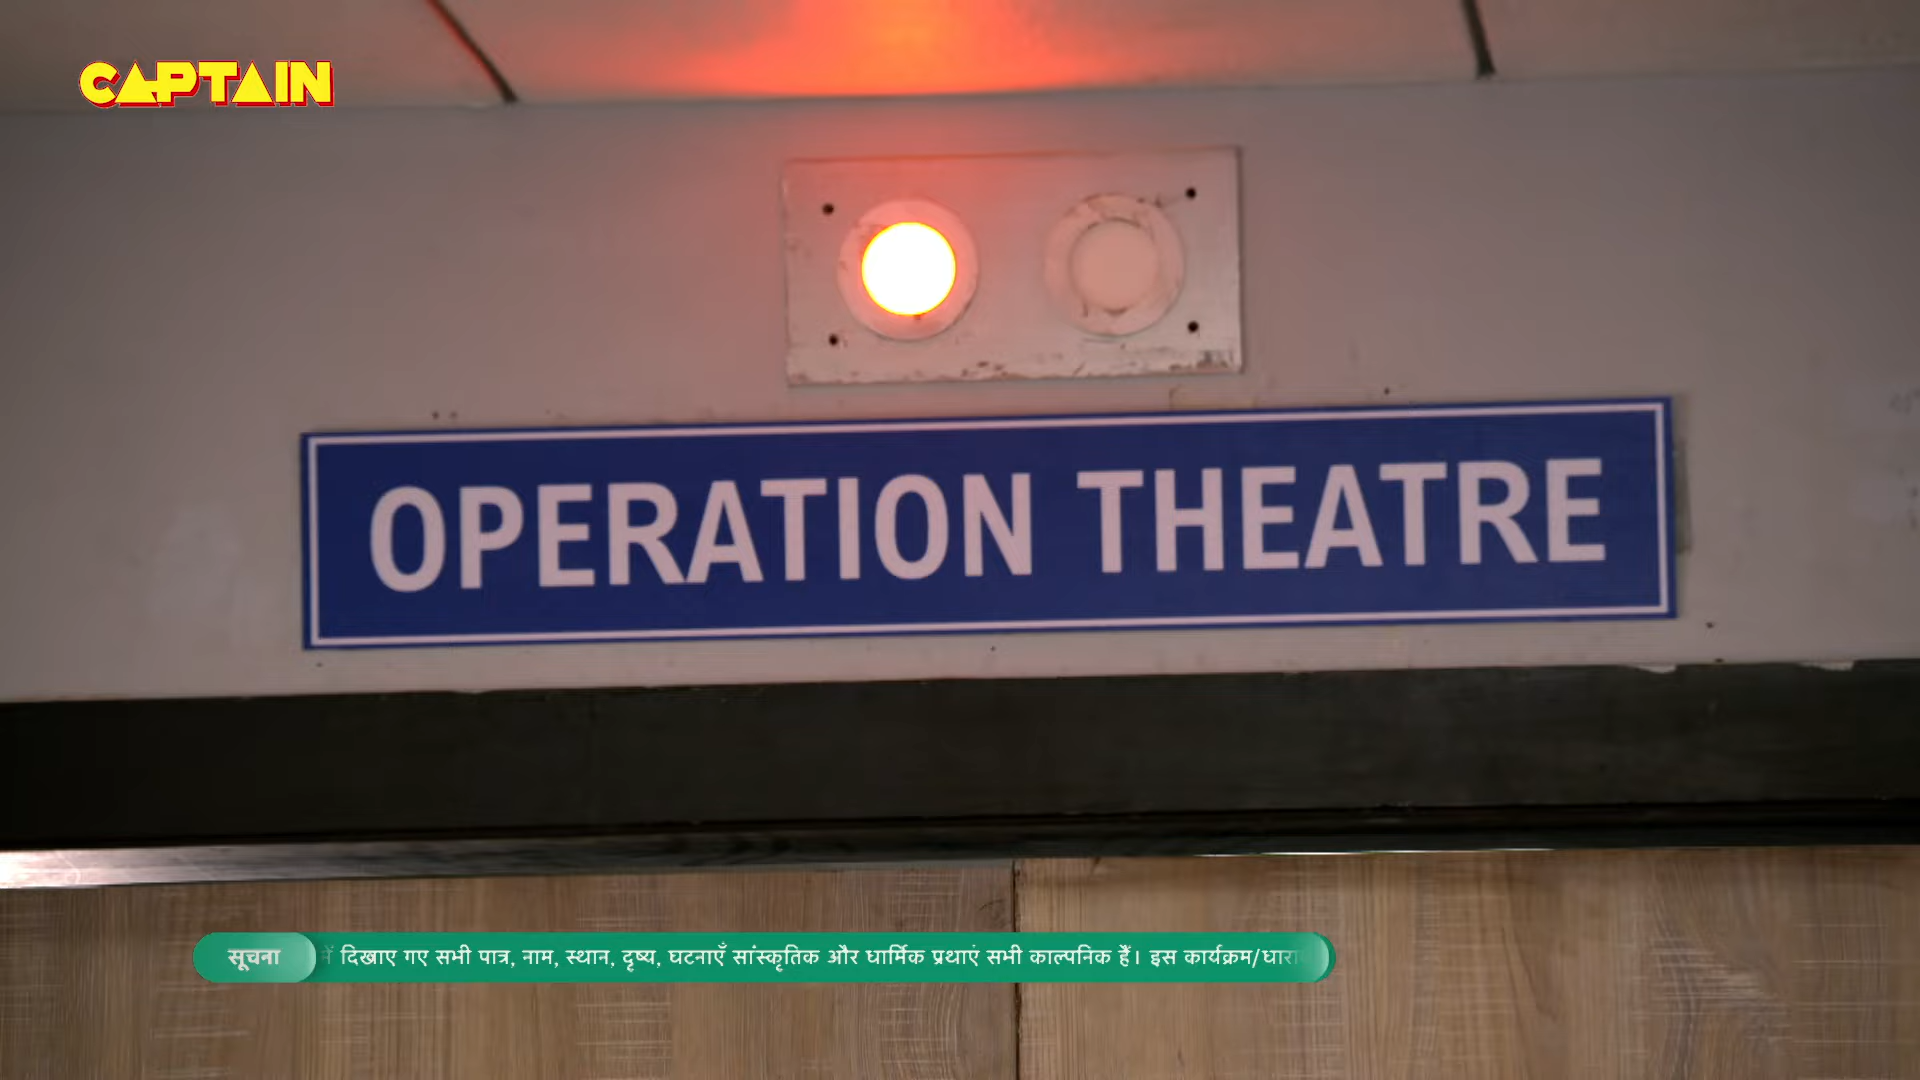 CAPTAIN
OPERATION THEATRE
सूचना
में दिखाए गए सभी पात्र, नाम, स्थान, दृष्य, घटनाएँ सांस्कृतिक और धार्मिक प्रथाएं सभी काल्पनिक हैं। इस कार्यक्रम/